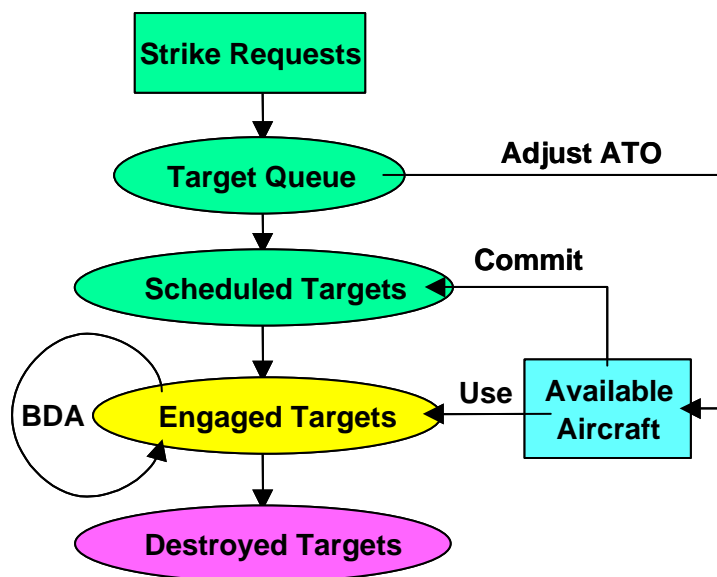 Strike Requests
Adjust ATO
Target Queue
Commit
Scheduled Targets
BDA
Engaged Targets
Use
Available
Aircraft
Destroyed Targets